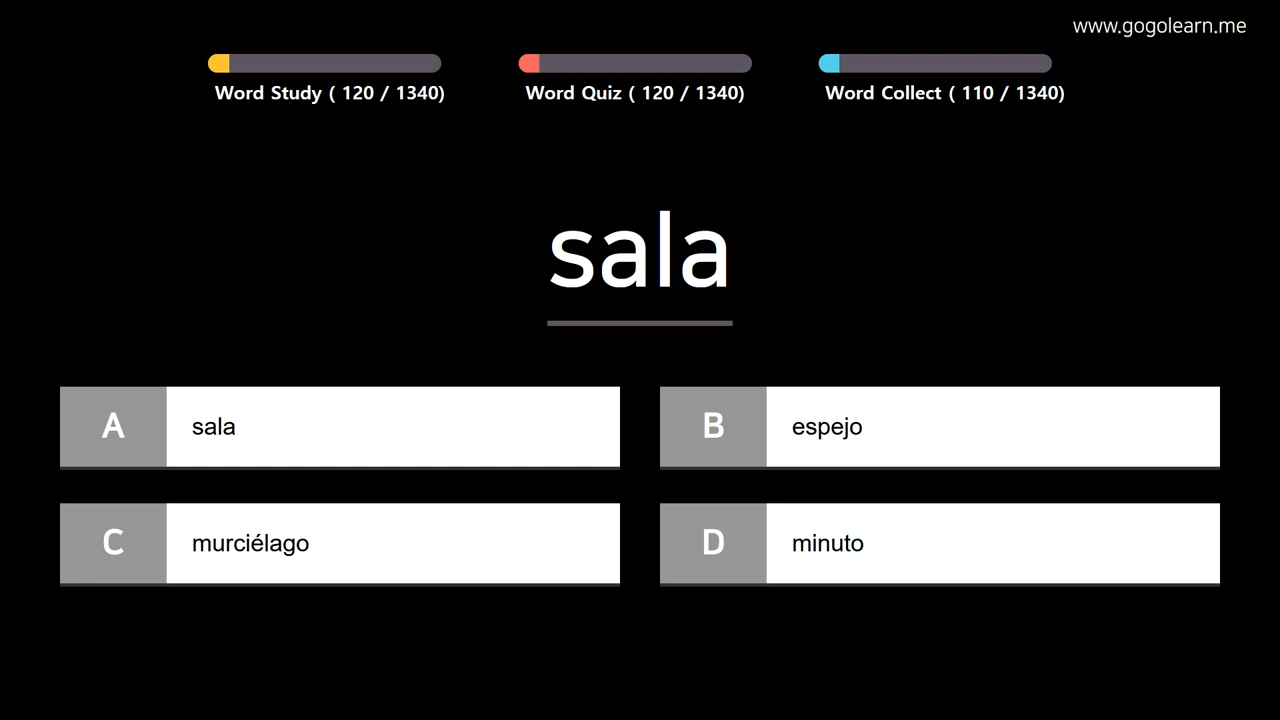 www.gogolearn.me
Word Study ( 120 / 1340)
Word Quiz ( 120 / 1340)
Word Collect ( 110 / 1340)
sala
A sala
B espejo
C murciélago
D minuto